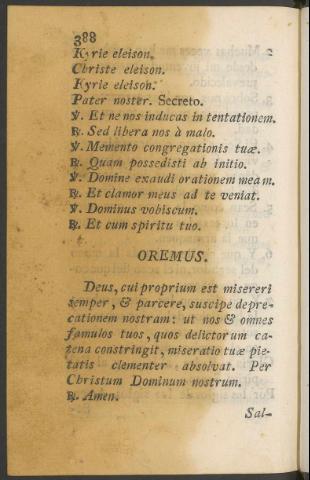 388
Kyrie eleison.
Christe eleison.
Kyrie eleison.
Pater noster. Secreto.
℣. Et ne nos inducas in tentationem.
℟. Sed libera nos à malo.
℣. Memento congregationis tuæ.
℟. Quam possedisti ab initio.
℣. Domine exaudi orationem meam.
℟. Et clamor meus ad te veniat.
℣. Dominus vobiscum.
℟. Et cum spiritu tuo.
OREMUS.
Deus, cui proprium est misereri
semper, & parcere, suscipe depre-
cationem nostram: ut nos & omnes
famulos tuos, quos delictorum ca-
tena constringit, miseratio tuæ pie-
tatis clementer absolvat. Per
Christum Dominum nostrum.
℟. Amen.
Sal-